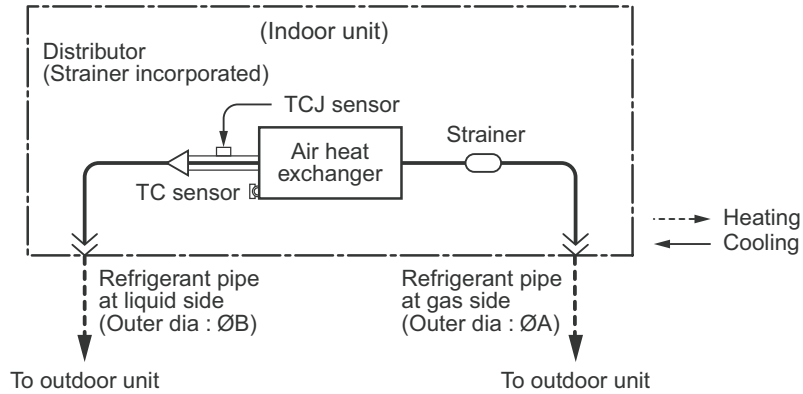 (Indoor unit)
Distributor
(Strainer incorporated)
TCJ sensor
Strainer
Air heat
exchanger
TC sensor
Heating
Cooling
Refrigerant pipe
at liquid side
(Outer dia : ØB)
Refrigerant pipe
at gas side
(Outer dia : ØA)
To outdoor unit
To outdoor unit